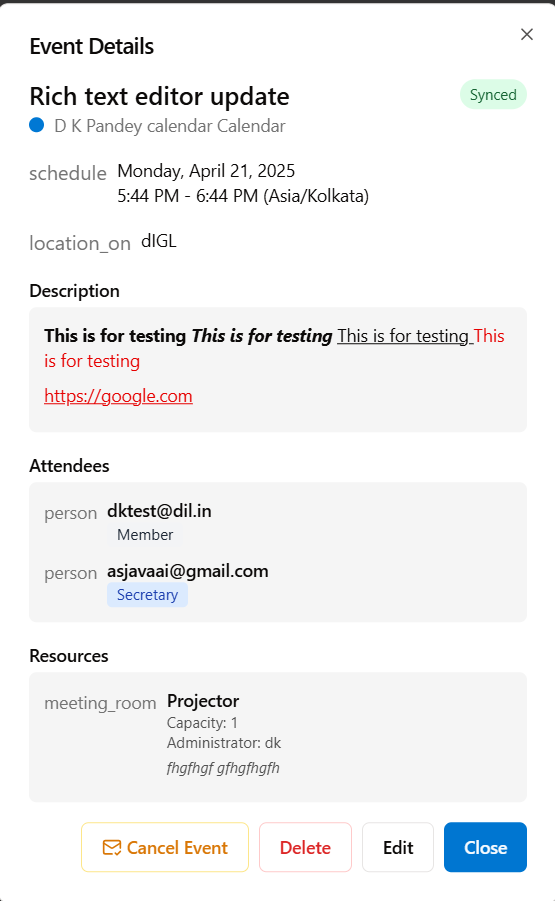 Event Details
Rich text editor update
Synced
D K Pandey calendar Calendar
schedule Monday, April 21, 2025
5:44 PM - 6:44 PM (Asia/Kolkata)
location_on dIGL
Description
This is for testing This is for testing This is for testing This
is for testing
https://google.com
Attendees
person dktest@dil.in
Member
person asjavaai@gmail.com
Secretary
Resources
meeting_room Projector
Capacity: 1
Administrator: dk
fhgfhgf gfhgfhgfh
Cancel Event Delete Edit Close